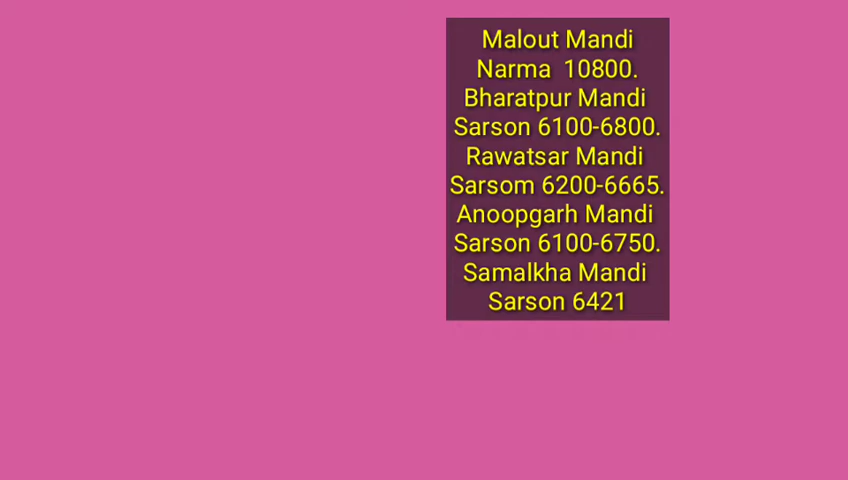 Malout Mandi
Narma  10800.
Bharatpur Mandi
Sarson 6100-6800.
Rawatsar Mandi
Sarsom 6200-6665.
Anoopgarh Mandi
Sarson 6100-6750.
Samalkha Mandi
Sarson 6421